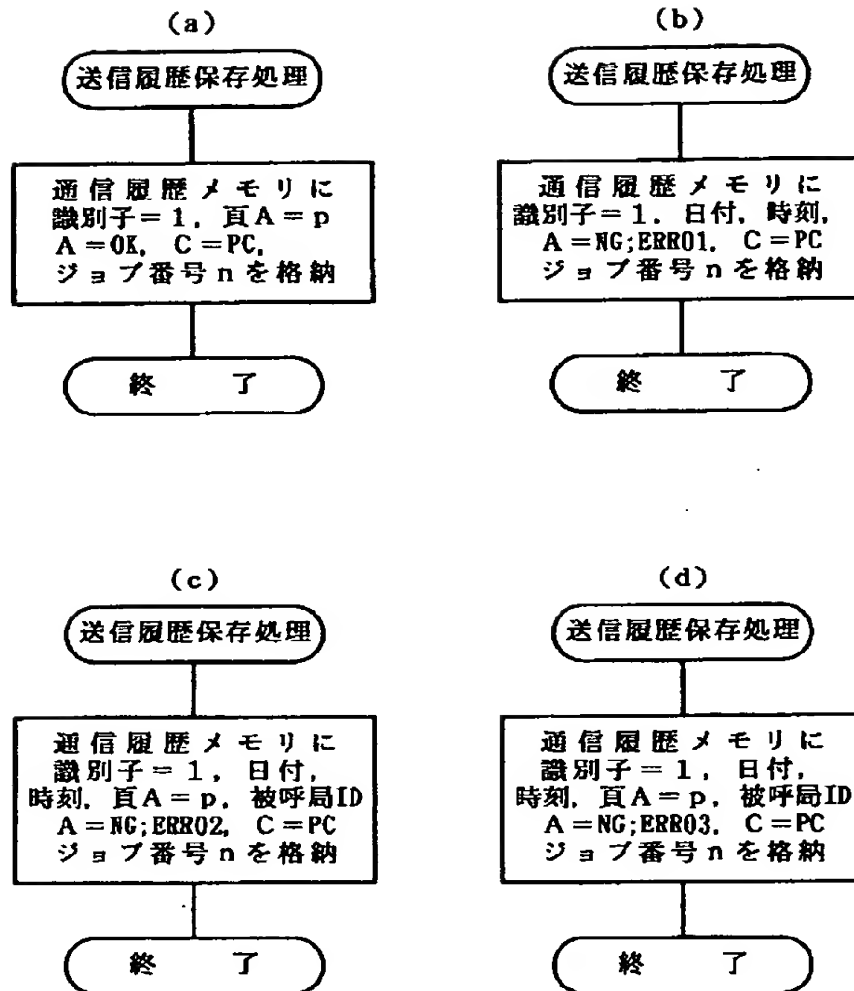 (a)
送信履歴保存処理
通信履歴メモリに
識別子=1, 頁A=p
A=OK, C=PC,
ジョブ番号nを格納
終 了
(b)
送信履歴保存処理
通信履歴メモリに
識別子=1, 日付, 時刻,
A=NG;ERR01, C=PC
ジョブ番号nを格納
終 了
(c)
送信履歴保存処理
通信履歴メモリに
識別子=1, 日付,
時刻, 頁A=p, 被呼局ID
A=NG;ERR02, C=PC
ジョブ番号nを格納
終 了
(d)
送信履歴保存処理
通信履歴メモリに
識別子=1, 日付,
時刻, 頁A=p, 被呼局ID
A=NG;ERR03, C=PC
ジョブ番号nを格納
終 了